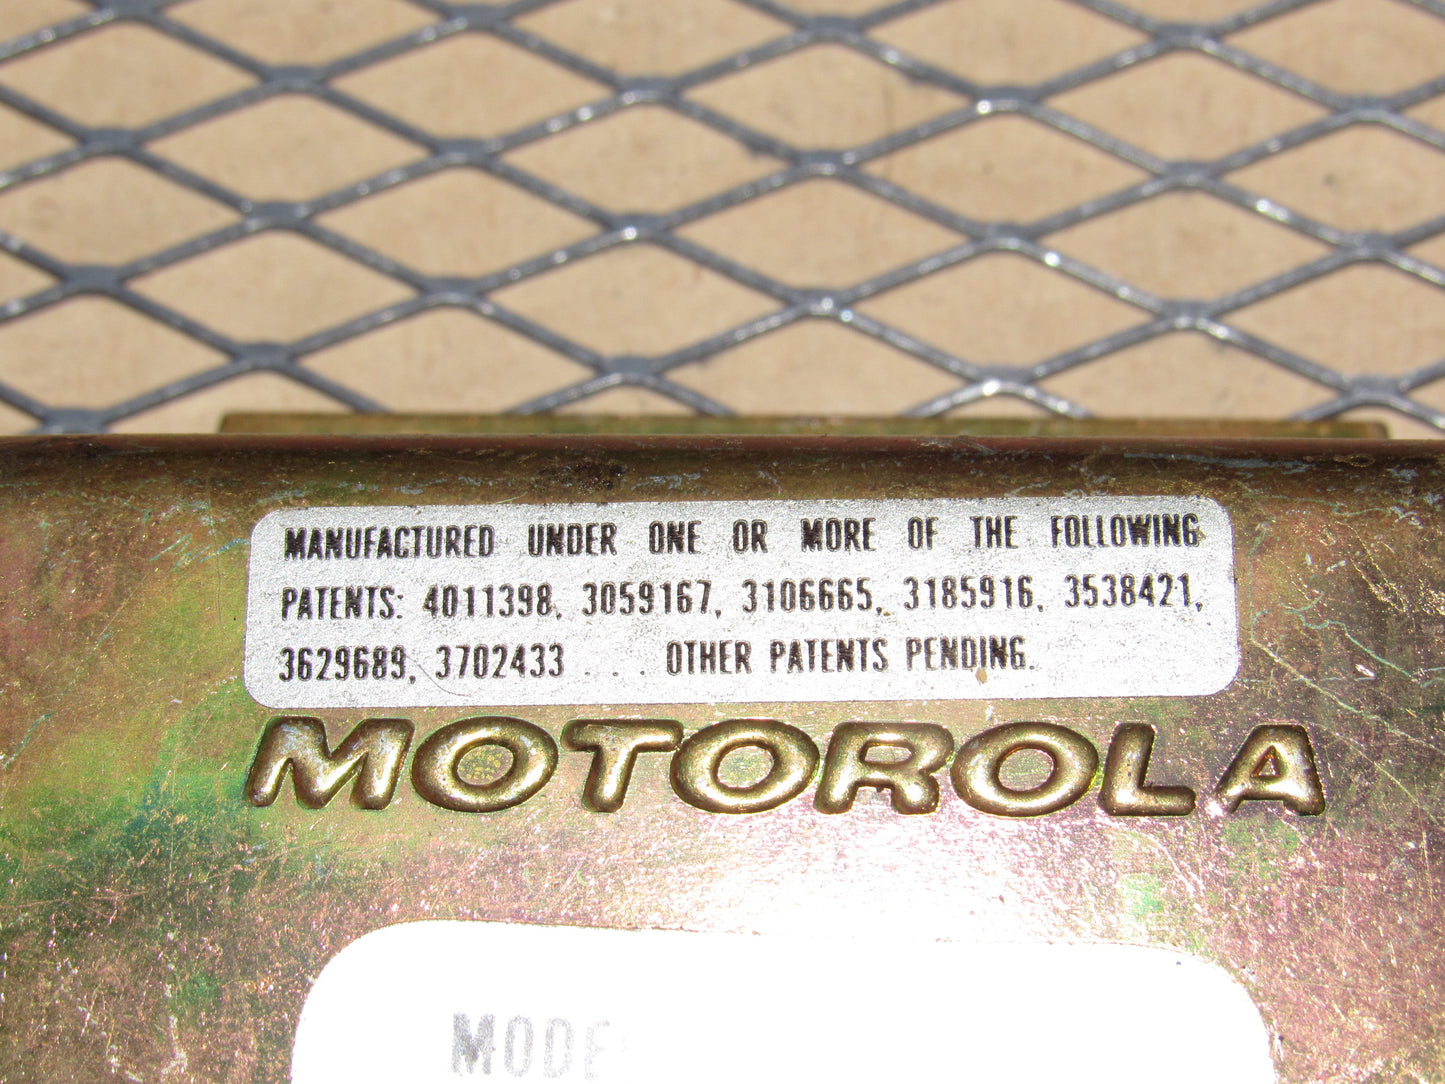 MANUFACTURED UNDER ONE OR MORE OF THE FOLLOWING
PATENTS: 4011398, 3059167, 3106665, 3185916, 3538421,
3629689, 3702433 .... OTHER PATENTS PENDING.
MOTOROLA